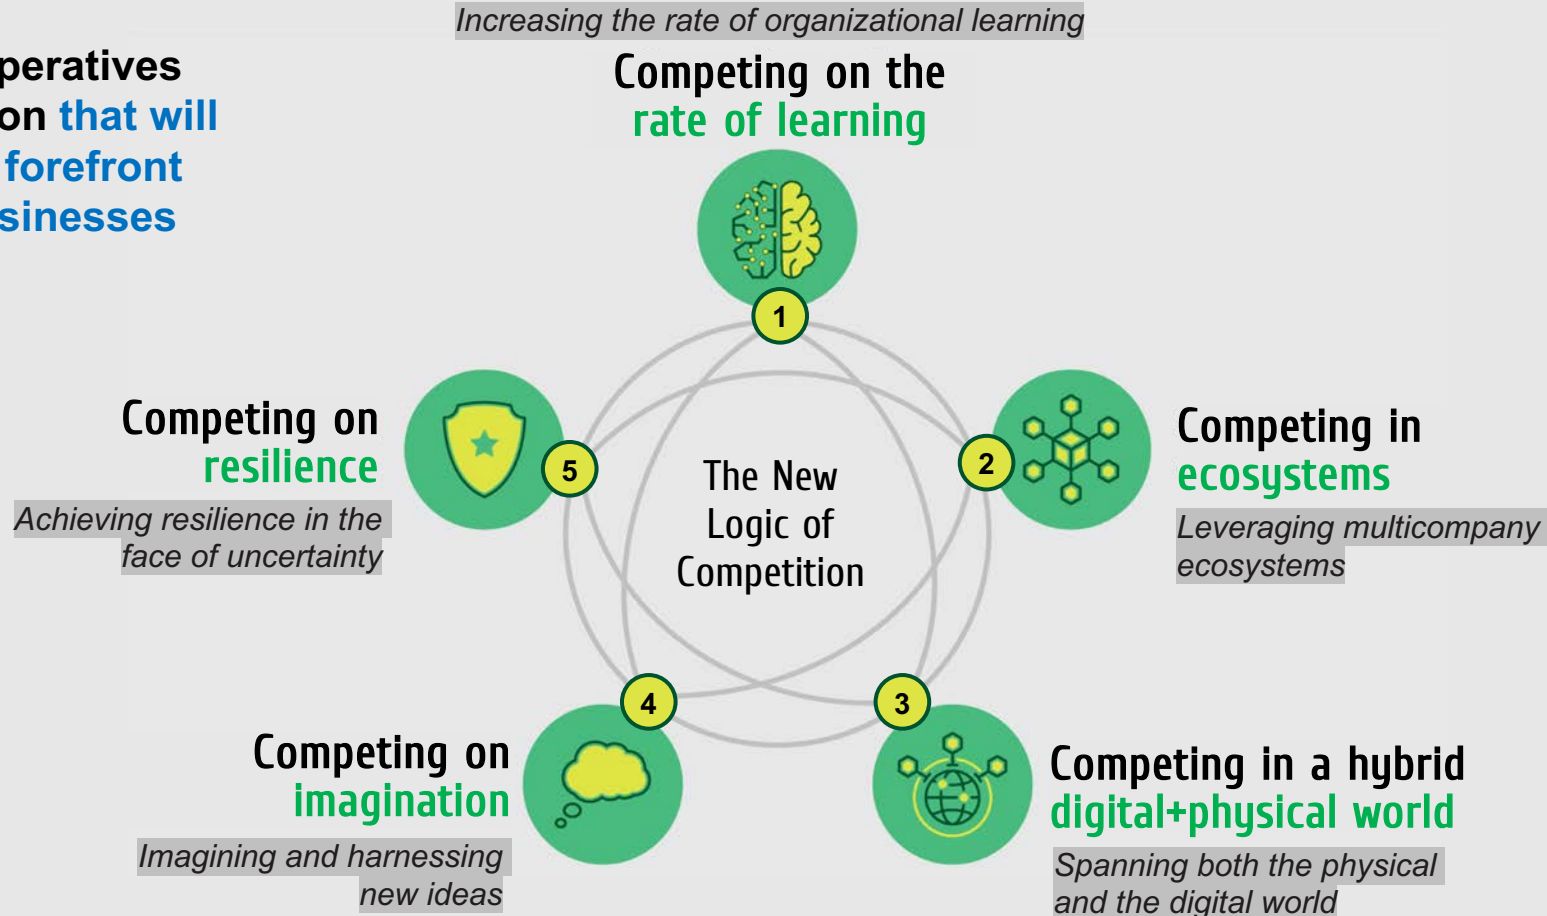 Increasing the rate of organizational learning
peratives
on that will
forefront
sinesses
Competing on the
rate of learning
1
Competing on
resilience
Achieving resilience in the
face of uncertainty
5
The New
Logic of
Competition
2
Competing in
ecosystems
Leveraging multicompany
ecosystems
4
Competing on
imagination
Imagining and harnessing
new ideas
3
Competing in a hybrid
digital+physical world
Spanning both the physical
and the digital world